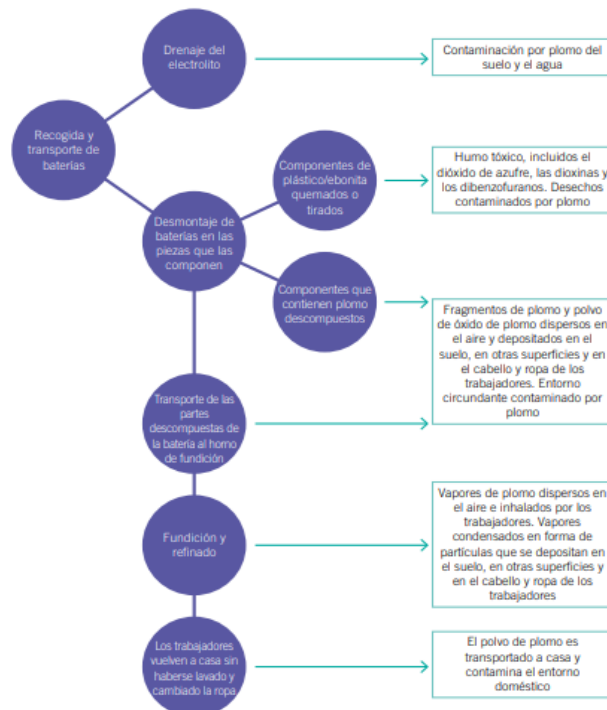 Drenaje del
electrolito
Contaminación por plomo del
suelo y el agua
Recogida y
transporte de
baterías
Componentes de
plástico/ebonita
quemados o
tirados
Humo tóxico, incluidos el
dióxido de azufre, las dioxinas y
los dibenzofuranos. Desechos
contaminados por plomo
Desmontaje de
baterías en las
piezas que las
componen
Componentes que
contienen plomo
descompuestos
Fragmentos de plomo y polvo
de óxido de plomo dispersos en
el aire y depositados en el
suelo, en otras superficies y en
el cabello y ropa de los
trabajadores. Entorno
circundante contaminado por
plomo
Transporte de las
partes
descompuestas de
la batería al horno
de fundición
Fundición y
refinado
Vapores de plomo dispersos en
el aire e inhalados por los
trabajadores. Vapores
condensados en forma de
partículas que se depositan en
el suelo, en otras superficies y
en el cabello y ropa de los
trabajadores
Los trabajadores
vuelven a casa sin
haberse lavado y
cambiado la ropa
El polvo de plomo es
transportado a casa y
contamina el entorno
doméstico